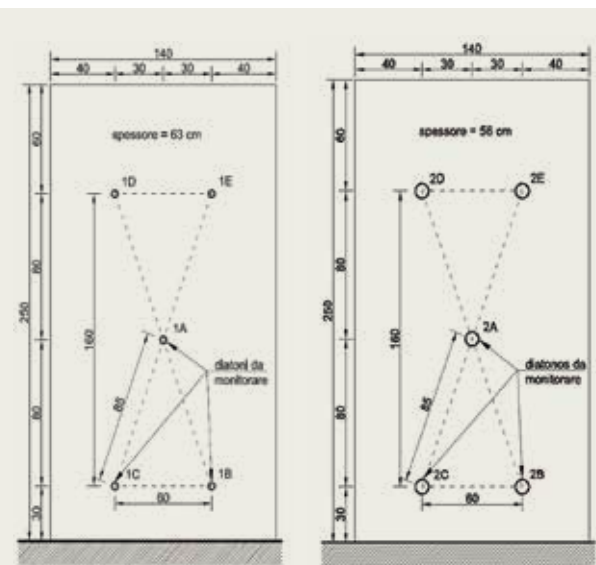 140
40 30 30 40
60
spessore = 63 cm
1D 1E
80
250
160
1A
diatoni da
monitorare
85
80
1C 1B
60
30
140
40 30 30 40
60
spessore = 56 cm
2D 2E
80
250
160
2A
diatonos da
monitorare
85
80
2C 2B
60
30